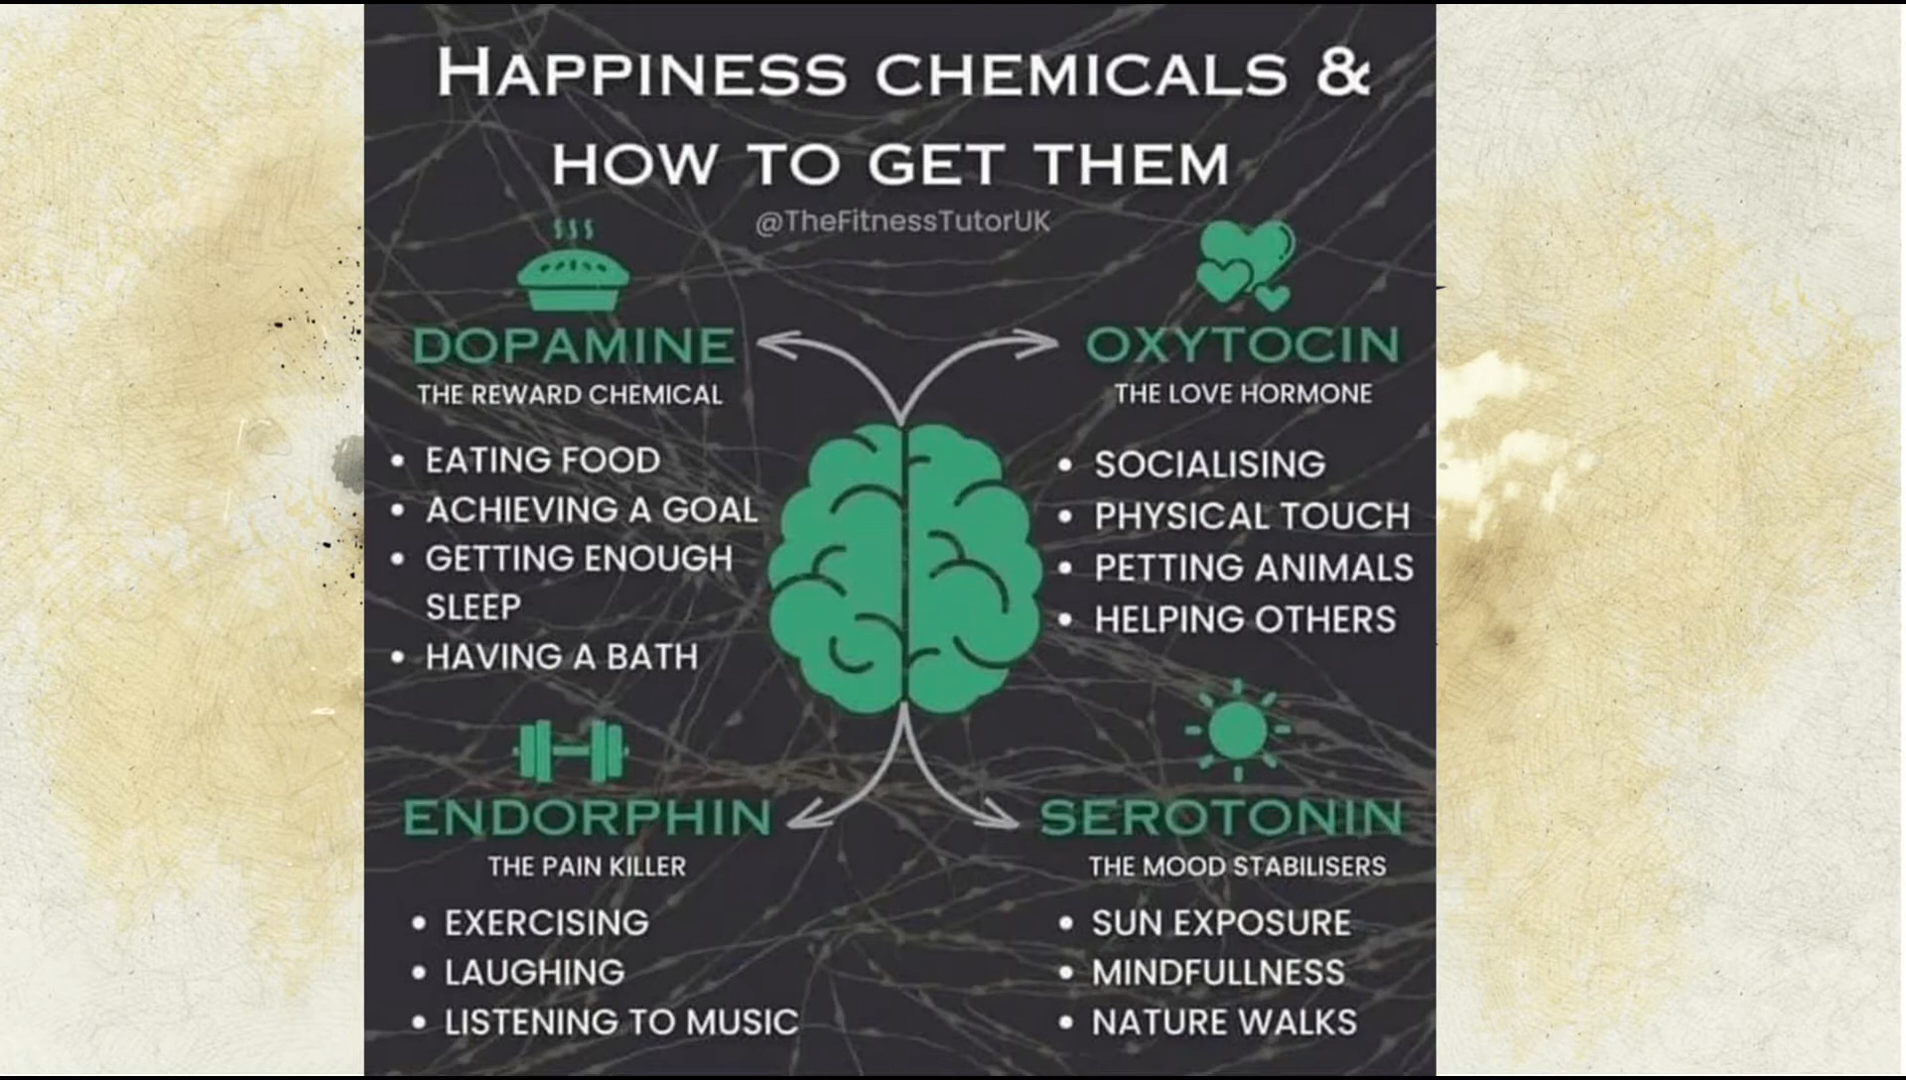 HAPPINESS CHEMICALS &
HOW TO GET THEM
@TheFitnessTutorUK
DOPAMINE
THE REWARD CHEMICAL
• EATING FOOD
• ACHIEVING A GOAL
• GETTING ENOUGH
SLEEP
• HAVING A BATH
OXYTOCIN
THE LOVE HORMONE
• SOCIALISING
• PHYSICAL TOUCH
• PETTING ANIMALS
• HELPING OTHERS
ENDORPHIN
THE PAIN KILLER
• EXERCISING
• LAUGHING
• LISTENING TO MUSIC
SEROTONIN
THE MOOD STABILISERS
• SUN EXPOSURE
• MINDFULLNESS
• NATURE WALKS